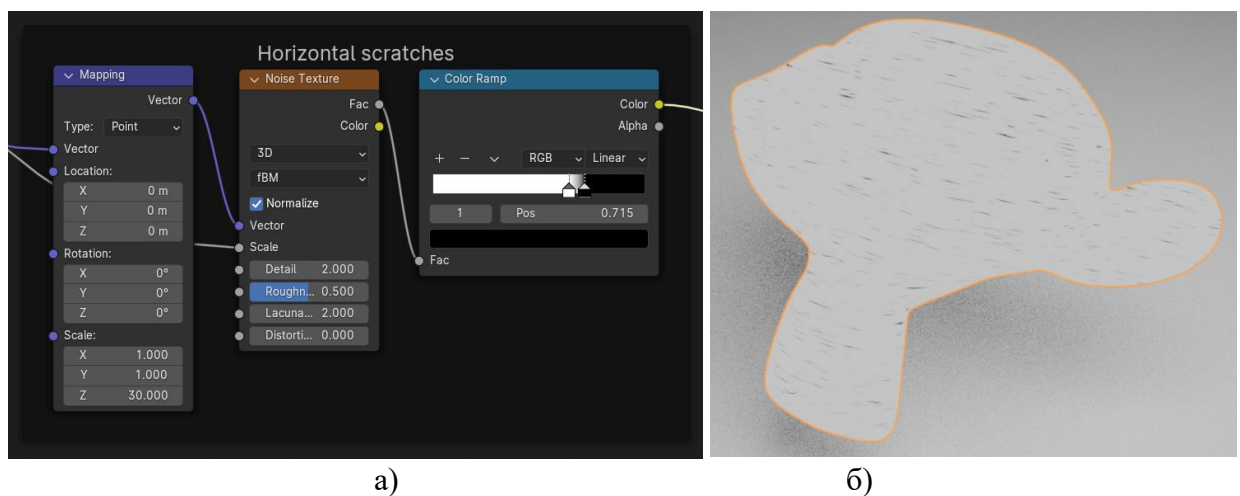 Horizontal scratches
Mapping
Vector
Type: Point
Vector
Location:
X 0 m
Y 0 m
Z 0 m
Rotation:
X 0°
Y 0°
Z 0°
Scale:
X 1.000
Y 1.000
Z 30.000
Noise Texture
Fac
Color
3D
fBM
Normalize
Vector
Scale
Detail 2.000
Roughn... 0.500
Lacuna... 2.000
Distorti... 0.000
Color Ramp
Color
Alpha
+ − RGB Linear
1 Pos 0.715
Fac
а) б)